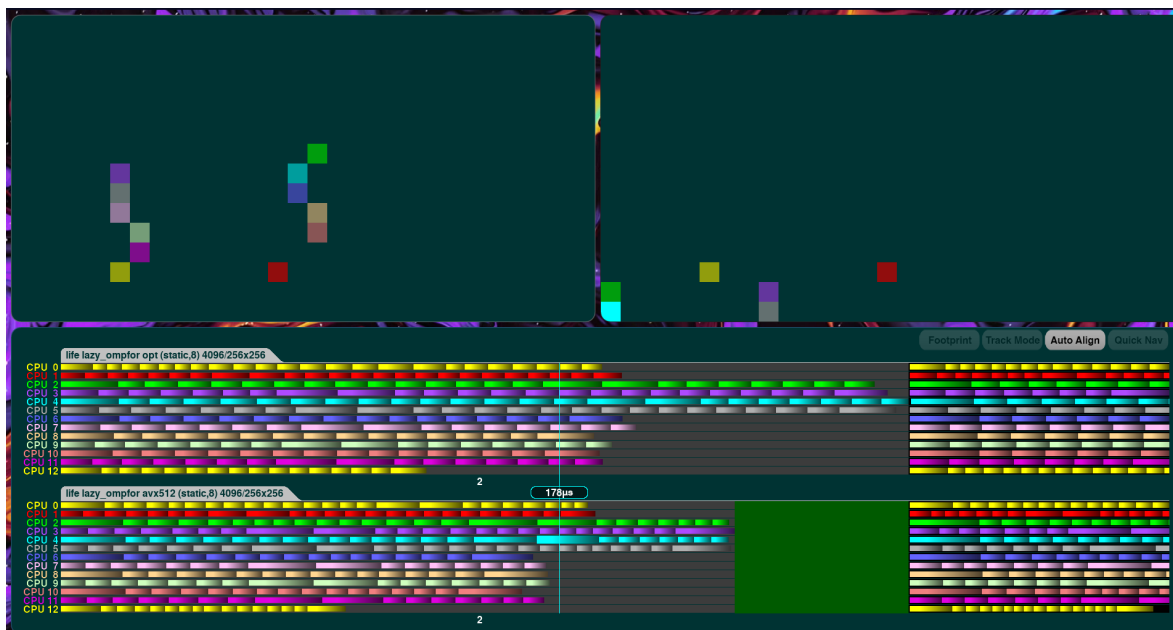 Footprint Track Mode Auto Align Quick Nav
life lazy_ompfor opt (static,8) 4096/256x256
CPU 0
CPU 1
CPU 2
CPU 3
CPU 4
CPU 5
CPU 6
CPU 7
CPU 8
CPU 9
CPU 10
CPU 11
CPU 12
2
life lazy_ompfor avx512 (static,8) 4096/256x256
178µs
CPU 0
CPU 1
CPU 2
CPU 3
CPU 4
CPU 5
CPU 6
CPU 7
CPU 8
CPU 9
CPU 10
CPU 11
CPU 12
2